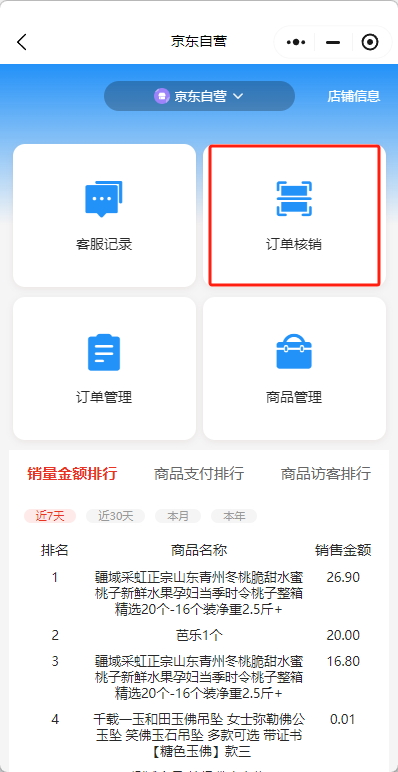 京东自营
京东自营
店铺信息
客服记录
订单核销
订单管理
商品管理
销量金额排行 商品支付排行 商品访客排行
近7天 近30天 本月 本年
排名 商品名称 销售金额
1 疆域采虹正宗山东青州冬桃脆甜水蜜 26.90
桃子新鲜水果孕妇当季时令桃子整箱
精选20个-16个装净重2.5斤+
2 芭乐1个 20.00
3 疆域采虹正宗山东青州冬桃脆甜水蜜 16.80
桃子新鲜水果孕妇当季时令桃子整箱
精选20个-16个装净重2.5斤+
4 千载一玉和田玉佛吊坠 女士弥勒佛公 0.01
玉坠 笑佛玉石吊坠 多款可选 带证书
【糖色玉佛】款三